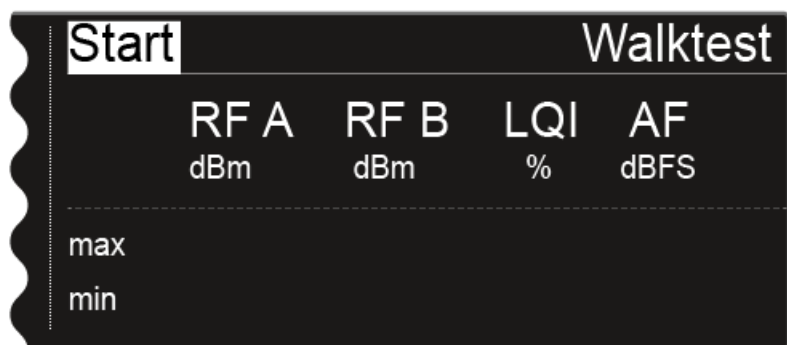 Start Walktest
RF A RF B LQI AF
dBm dBm % dBFS
max
min